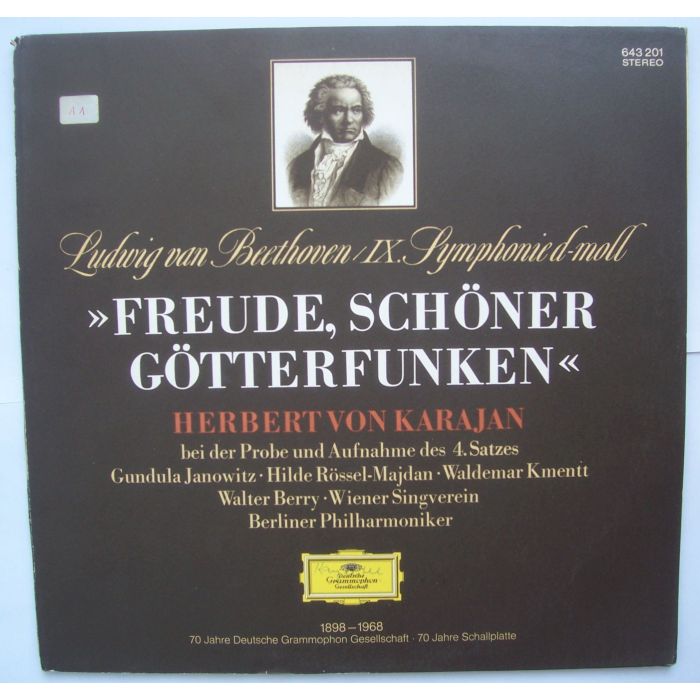 643 201
STEREO
Ludwig van Beethoven / IX. Symphonie d-moll
»FREUDE, SCHÖNER
GÖTTERFUNKEN«
HERBERT VON KARAJAN
bei der Probe und Aufnahme des 4. Satzes
Gundula Janowitz · Hilde Rössel-Majdan · Waldemar Kmentt
Walter Berry · Wiener Singverein
Berliner Philharmoniker
Deutsche
Grammophon
Gesellschaft
1898–1968
70 Jahre Deutsche Grammophon Gesellschaft · 70 Jahre Schallplatte